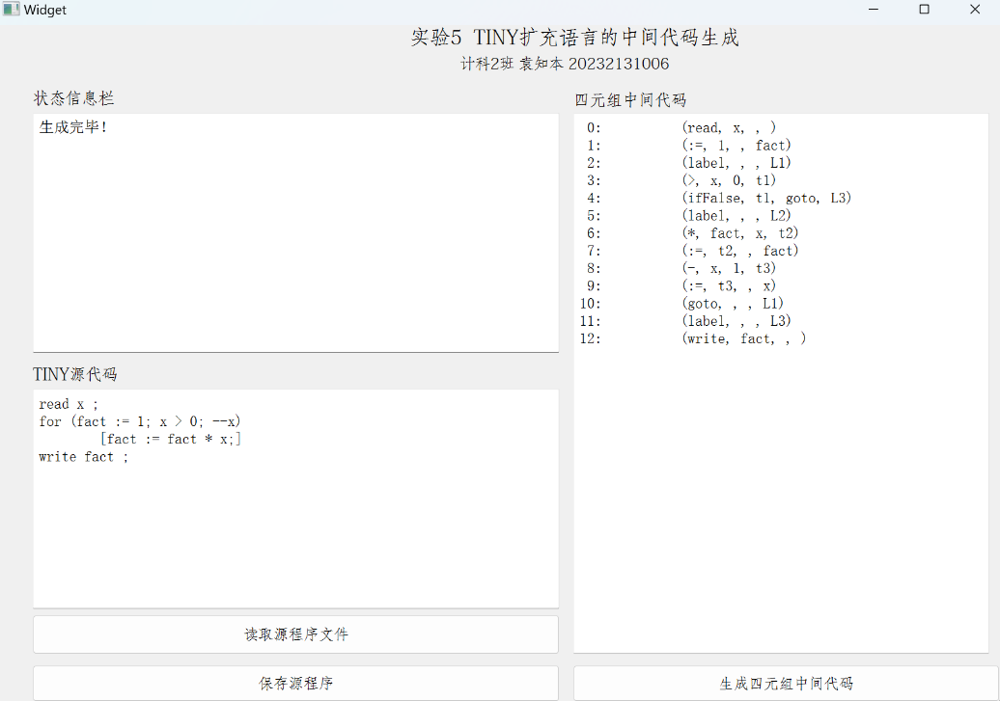 Widget
实验5 TINY扩充语言的中间代码生成
计科2班 袁知本 20232131006
状态信息栏
生成完毕！
TINY源代码
read x ;
for (fact := 1; x > 0; --x)
[fact := fact * x;]
write fact ;
读取源程序文件
保存源程序
四元组中间代码
0: (read, x, , )
1: (:=, 1, , fact)
2: (label, , , L1)
3: (>, x, 0, t1)
4: (ifFalse, t1, goto, L3)
5: (label, , , L2)
6: (*, fact, x, t2)
7: (:=, t2, , fact)
8: (-, x, 1, t3)
9: (:=, t3, , x)
10: (goto, , , L1)
11: (label, , , L3)
12: (write, fact, , )
生成四元组中间代码